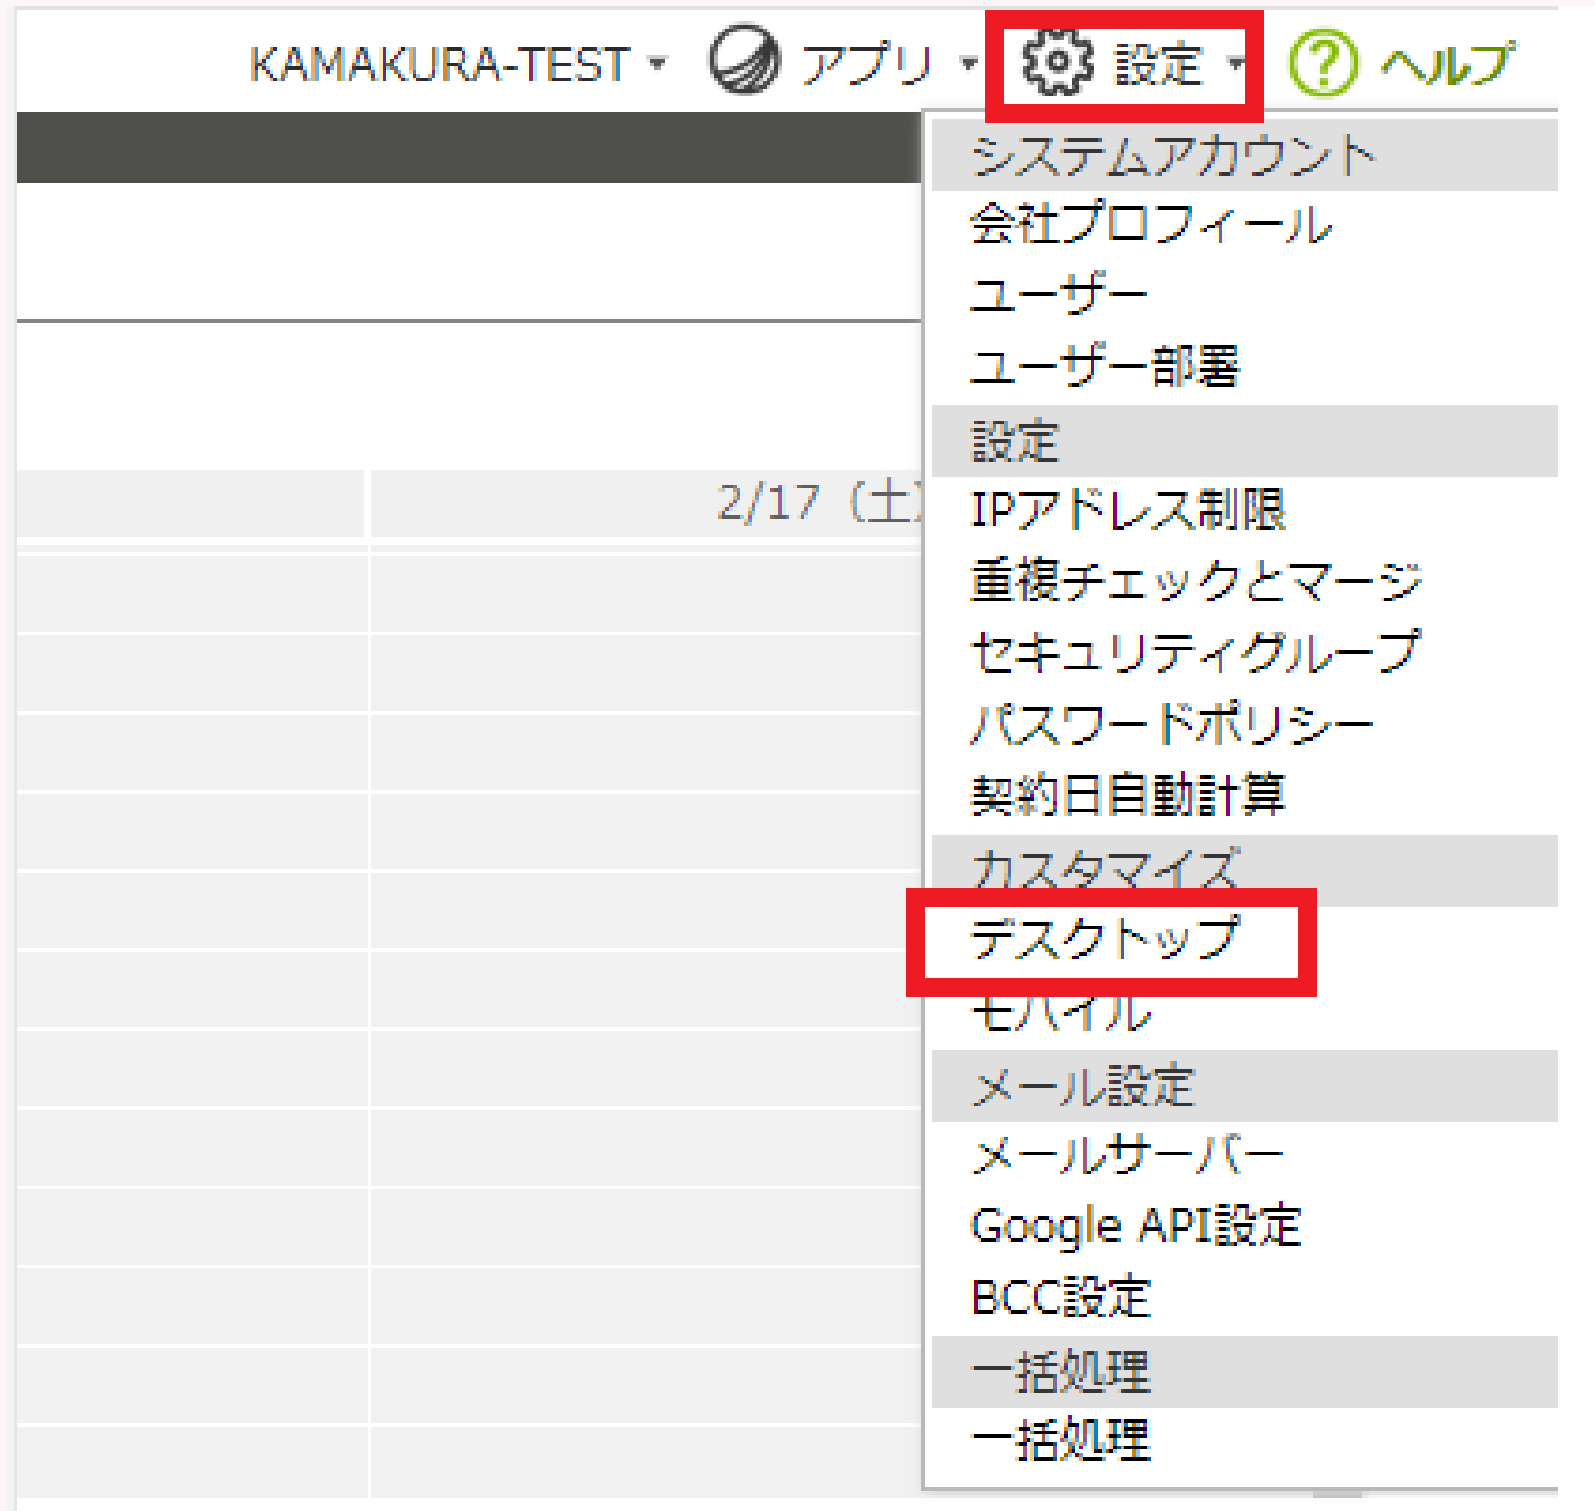 KAMAKURA-TEST アプリ 設定 ヘルプ
システムアカウント
会社プロフィール
ユーザー
ユーザー部署
設定
2/17（土）
IPアドレス制限
重複チェックとマージ
セキュリティグループ
パスワードポリシー
契約日自動計算
カスタマイズ
デスクトップ
モバイル
メール設定
メールサーバー
Google API設定
BCC設定
一括処理
一括処理